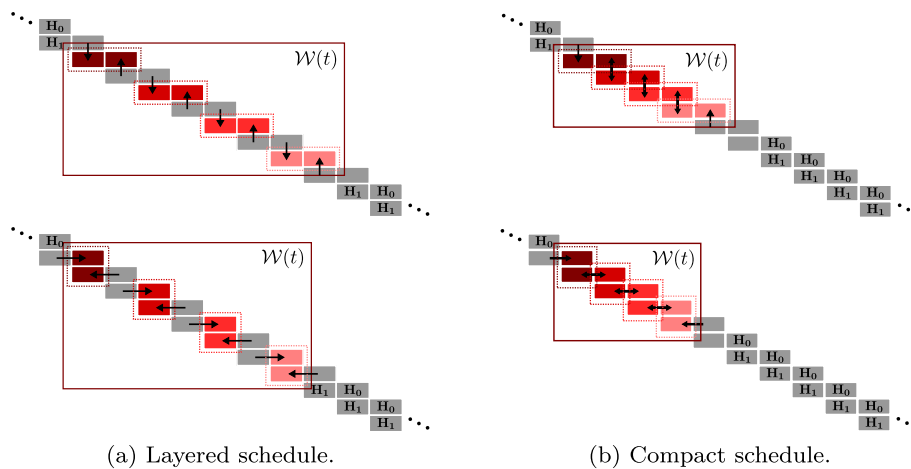 H₀
H₁
𝒲(t)
H₁ H₀
H₁
H₀
H₁
𝒲(t)
H₀
H₁ H₀
H₁ H₀
H₁ H₀
H₁
H₀
𝒲(t)
H₁ H₀
H₁ H₀
H₁
H₀
𝒲(t)
H₀
H₁ H₀
H₁ H₀
H₁ H₀
H₁ H₀
H₁
(a) Layered schedule.
(b) Compact schedule.